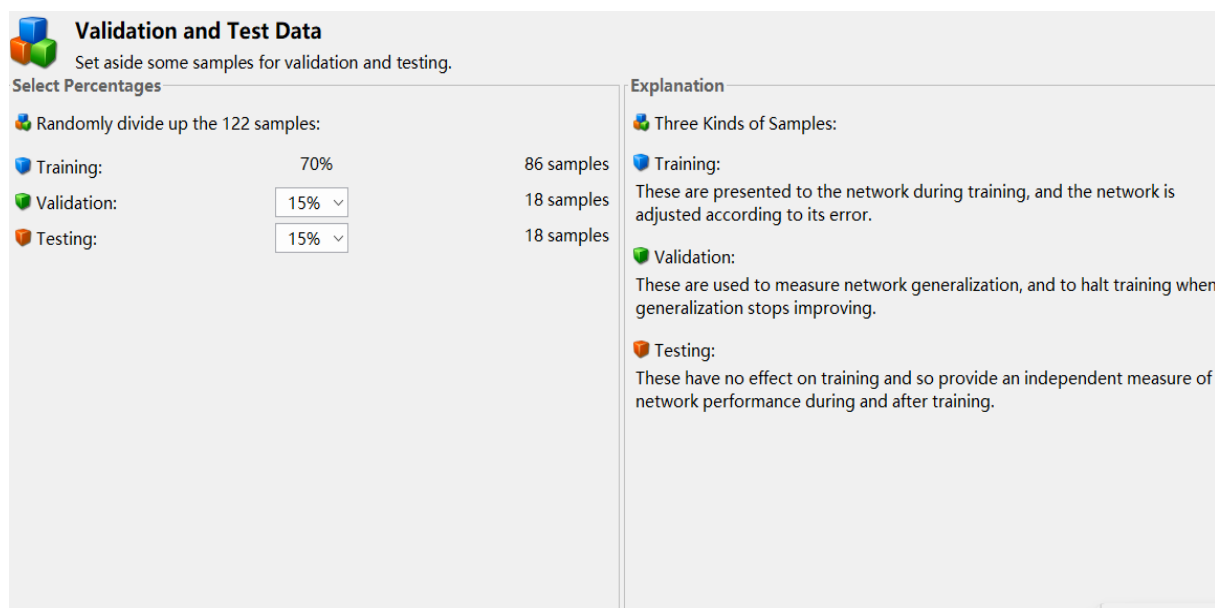 Validation and Test Data
Set aside some samples for validation and testing.
Select Percentages
Randomly divide up the 122 samples:
Training: 70% 86 samples
Validation: 15% 18 samples
Testing: 15% 18 samples
Explanation
Three Kinds of Samples:
Training:
These are presented to the network during training, and the network is
adjusted according to its error.
Validation:
These are used to measure network generalization, and to halt training when
generalization stops improving.
Testing:
These have no effect on training and so provide an independent measure of
network performance during and after training.